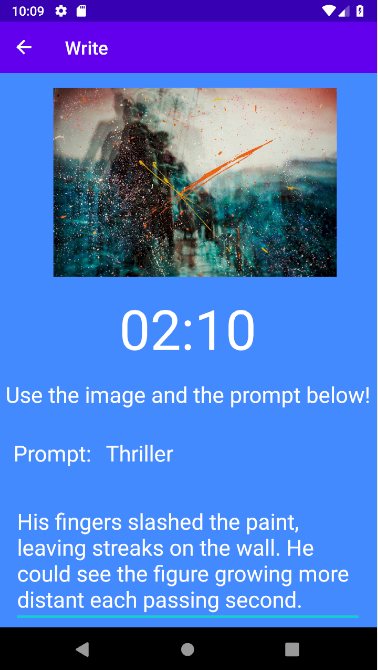 10:09
Write
02:10
Use the image and the prompt below!
Prompt: Thriller
His fingers slashed the paint,
leaving streaks on the wall. He
could see the figure growing more
distant each passing second.